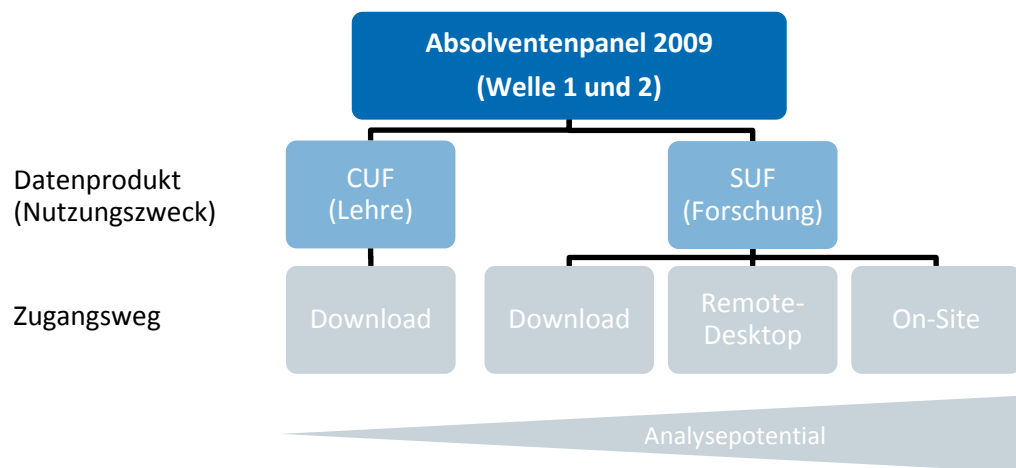 Absolventenpanel 2009
(Welle 1 und 2)
Datenprodukt
(Nutzungszweck)
CUF
(Lehre)
SUF
(Forschung)
Zugangsweg
Download
Download
Remote-
Desktop
On-Site
Analysepotential